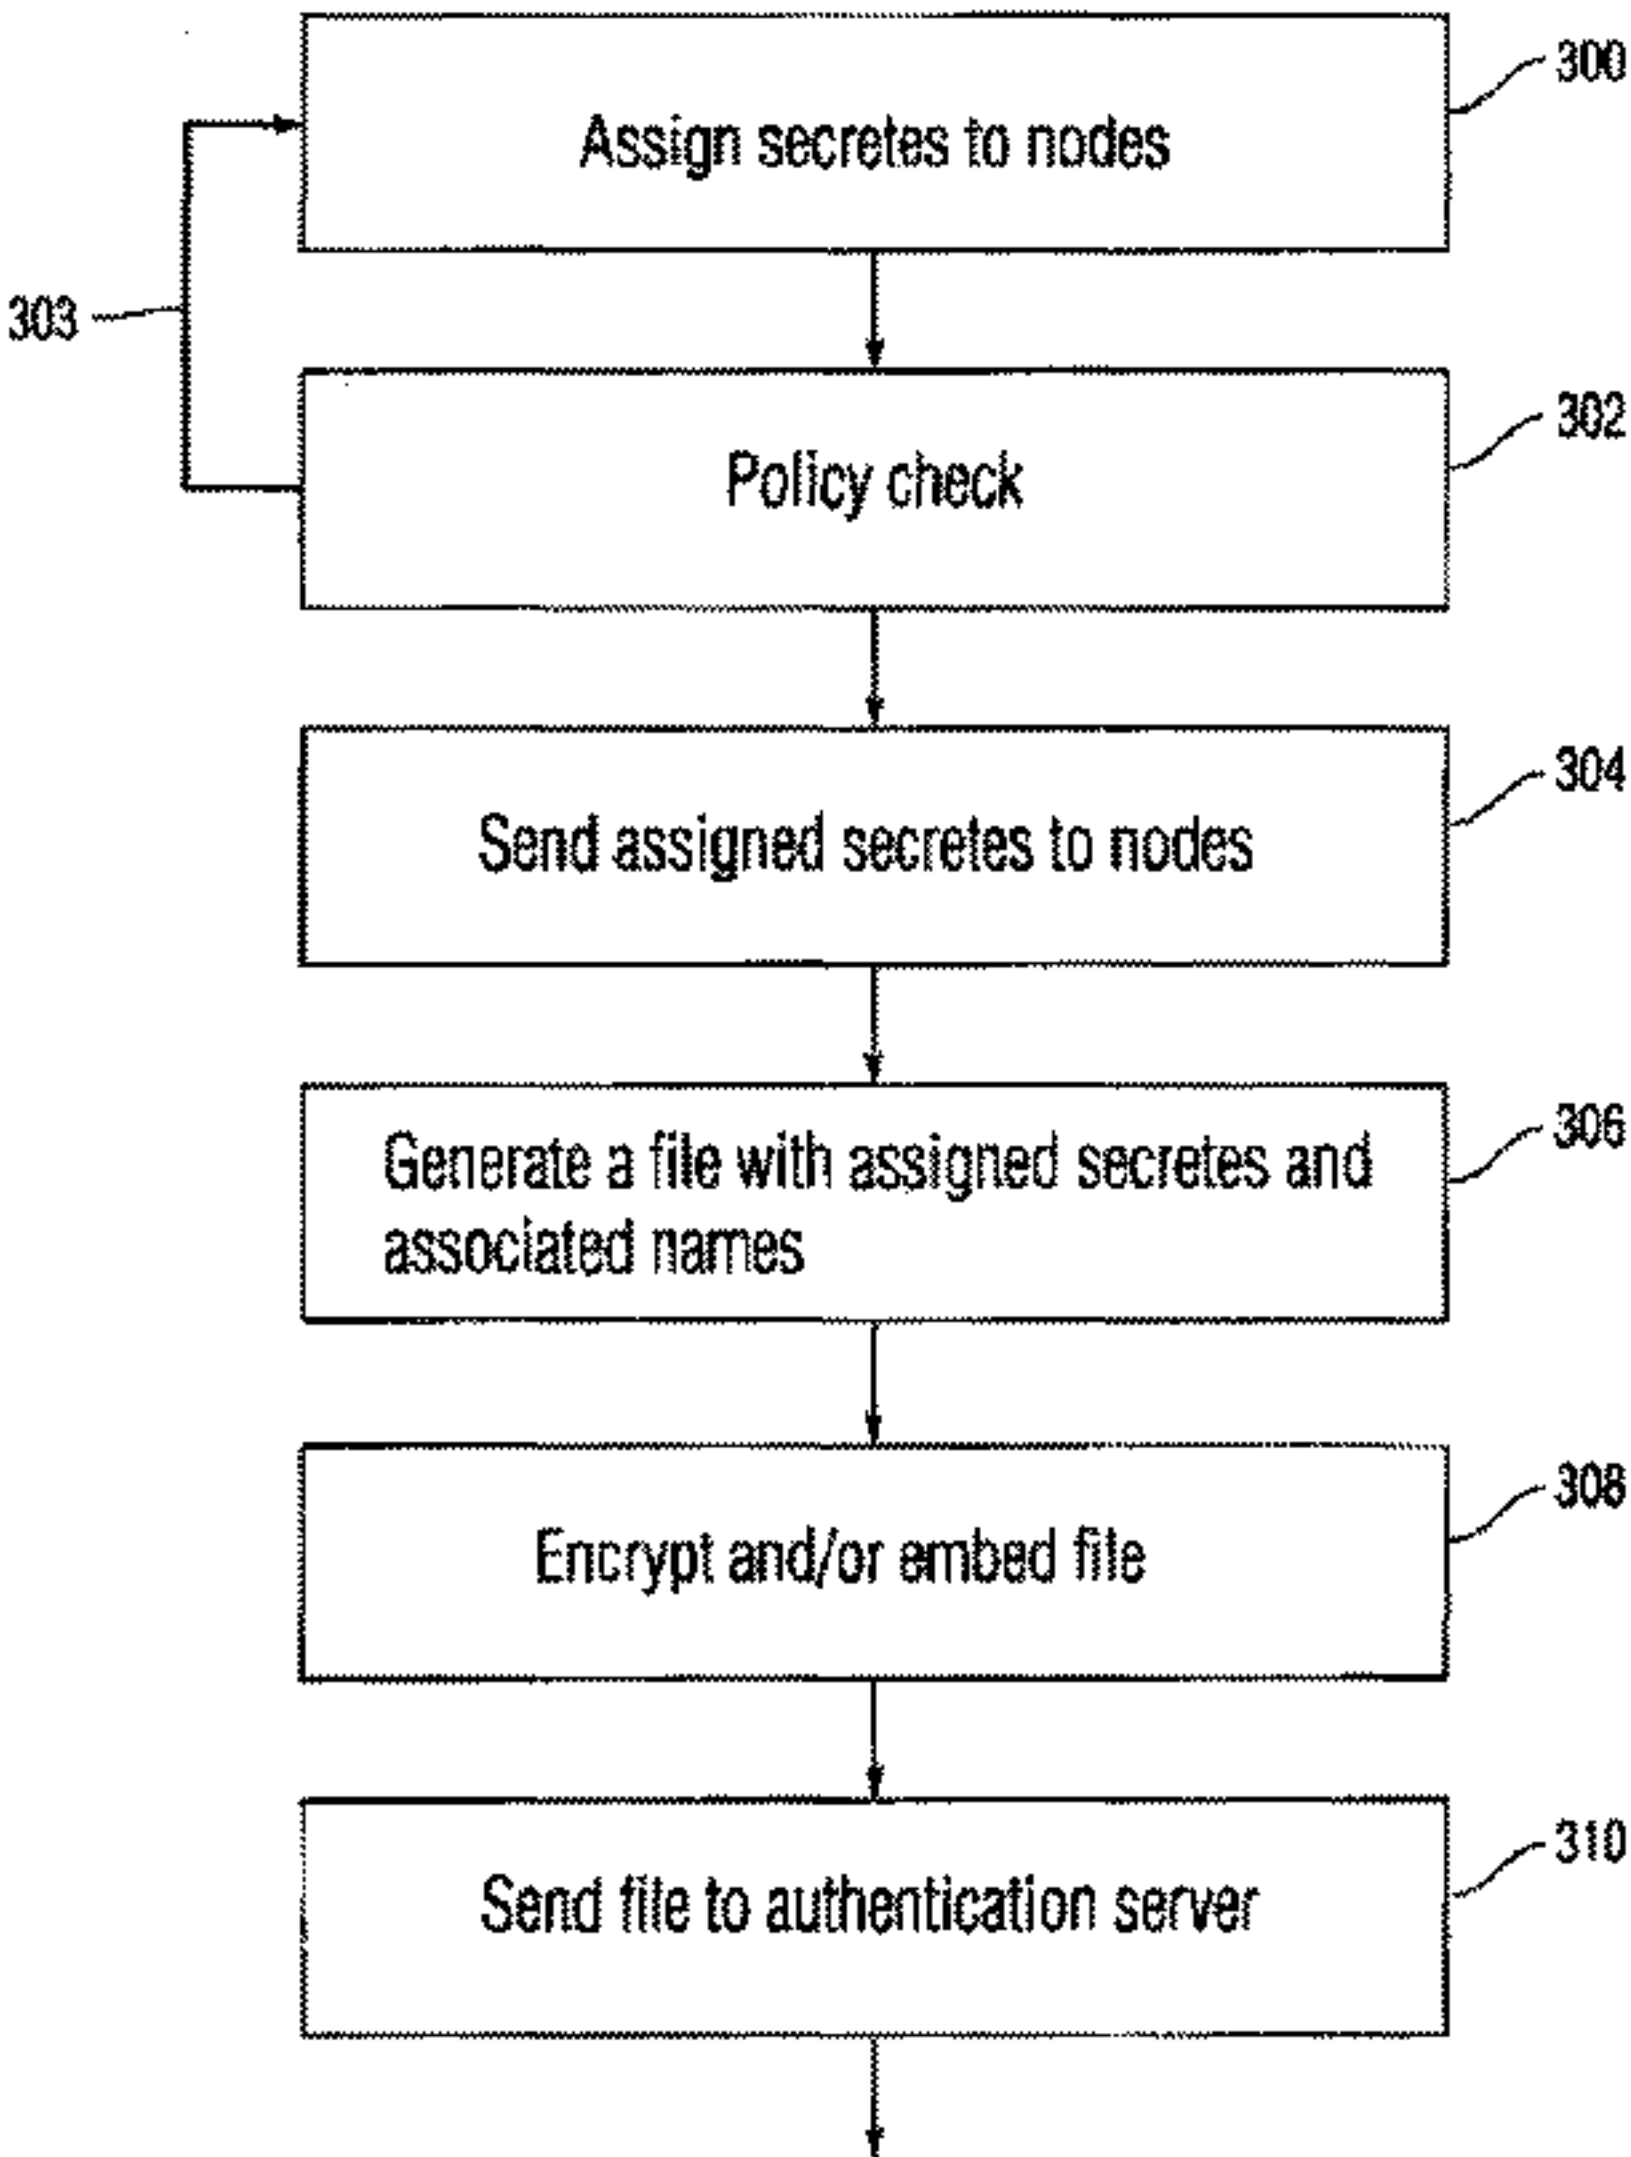 300
Assign secretes to nodes
303
302
Policy check
304
Send assigned secretes to nodes
306
Generate a file with assigned secretes and
associated names
308
Encrypt and/or embed file
310
Send file to authentication server